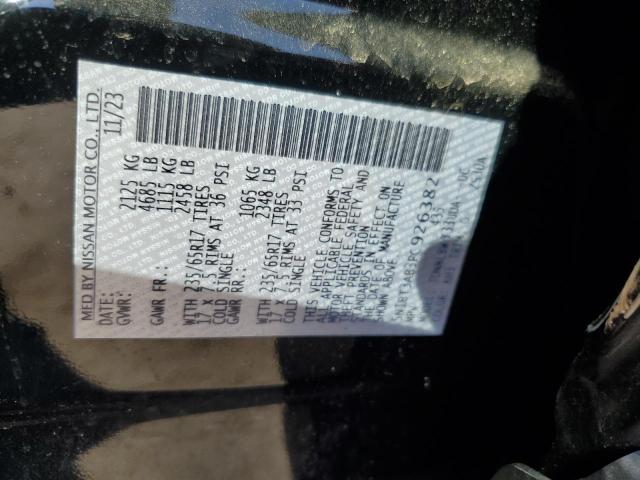 MFD BY NISSAN MOTOR CO., LTD.
DATE: 11/23
GVWR: 2125 KG
4685 LB
GAWR FR: 1115 KG
2458 LB
WITH 235/65R17 TIRES
17 X 7.5 RIMS AT 36 PSI
COLD SINGLE
GAWR RR: 1065 KG
2348 LB
WITH 235/65R17 TIRES
17 X 7.5 RIMS AT 33 PSI
COLD SINGLE
THIS VEHICLE CONFORMS TO
ALL APPLICABLE FEDERAL
MOTOR VEHICLE SAFETY AND
THEFT PREVENTION
STANDARDS IN EFFECT ON
THE DATE OF MANUFACTURE
SHOWN ABOVE
926382
MPV
COLOR